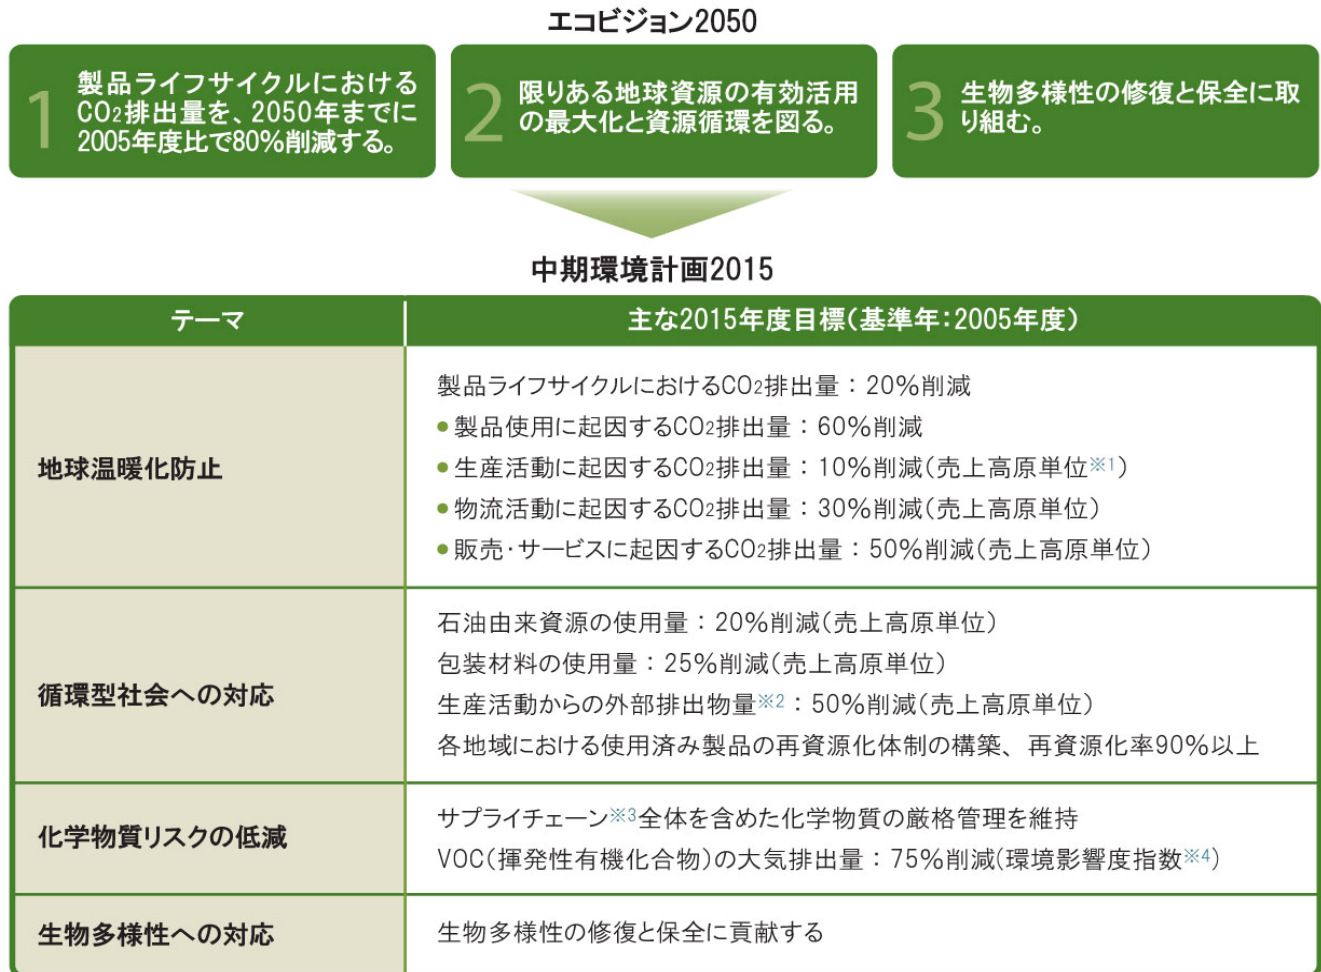 エコビジョン2050
1
製品ライフサイクルにおける
CO2排出量を、2050年までに
2005年度比で80%削減する。
2
限りある地球資源の有効活用
の最大化と資源循環を図る。
3
生物多様性の修復と保全に取
り組む。
中期環境計画2015
テーマ
主な2015年度目標(基準年:2005年度)
地球温暖化防止
製品ライフサイクルにおけるCO2排出量：20%削減
●製品使用に起因するCO2排出量：60%削減
●生産活動に起因するCO2排出量：10%削減(売上高原単位※1)
●物流活動に起因するCO2排出量：30%削減(売上高原単位)
●販売・サービスに起因するCO2排出量：50%削減(売上高原単位)
循環型社会への対応
石油由来資源の使用量：20%削減(売上高原単位)
包装材料の使用量：25%削減(売上高原単位)
生産活動からの外部排出物量※2：50%削減(売上高原単位)
各地域における使用済み製品の再資源化体制の構築、再資源化率90%以上
化学物質リスクの低減
サプライチェーン※3全体を含めた化学物質の厳格管理を維持
VOC(揮発性有機化合物)の大気排出量：75%削減(環境影響度指数※4)
生物多様性への対応
生物多様性の修復と保全に貢献する